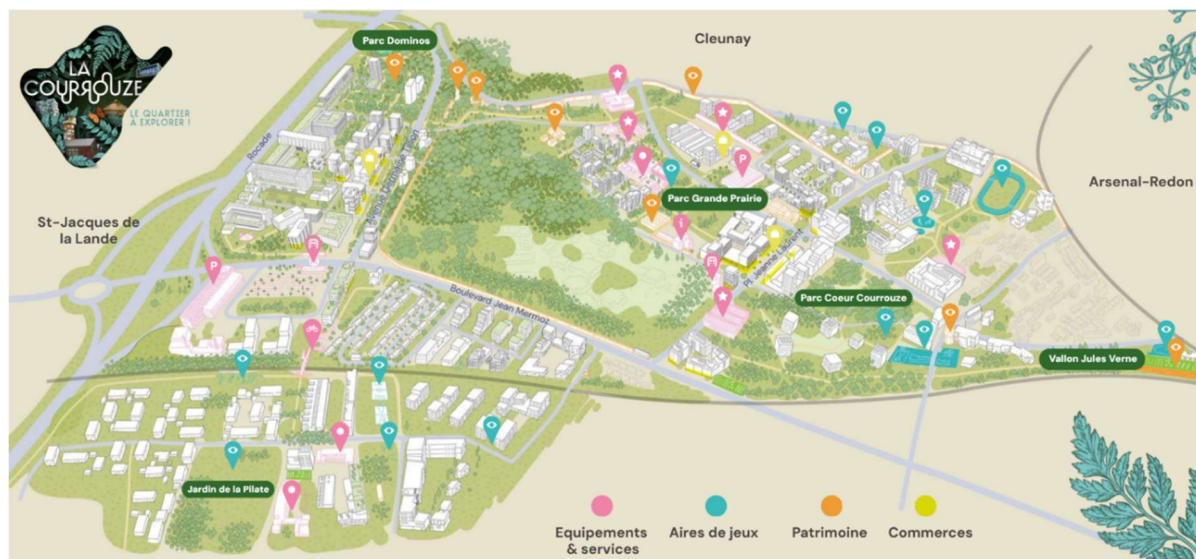 LA
COURROUZE
LE QUARTIER
À EXPLORER !
Parc Dominos
Cleunay
Rocade
Arsenal-Redon
St-Jacques de
la Lande
Parc Grande Prairie
P
P
i
Boulevard Jean Mermoz
Parc Coeur Courrouze
Vallon Jules Verne
Jardin de la Pilate
Equipements
& services
Aires de jeux
Patrimoine
Commerces